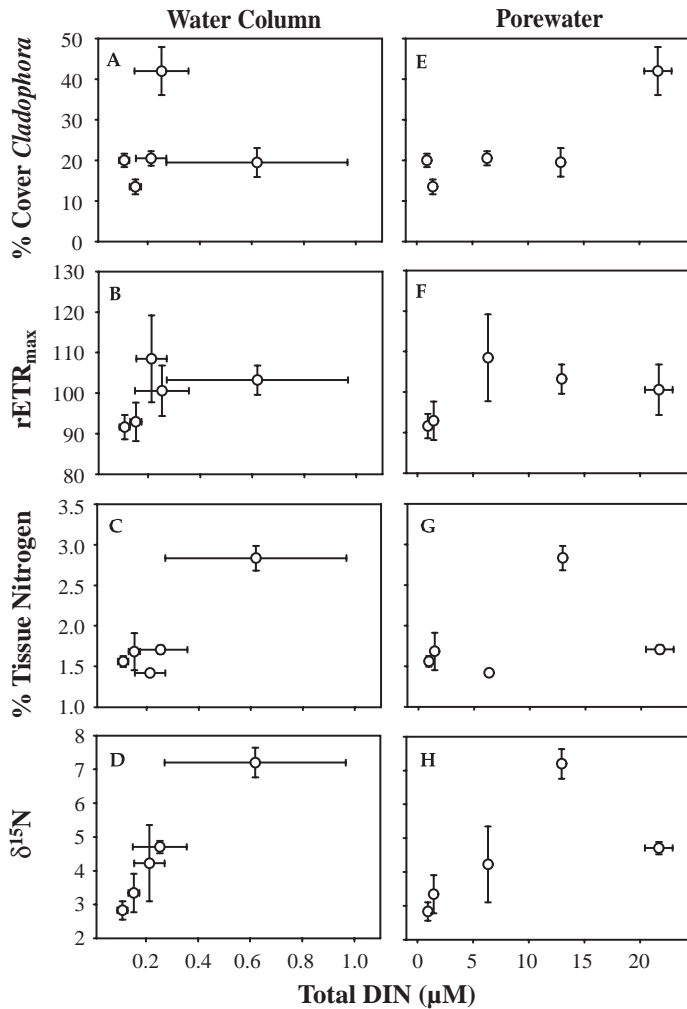 Water Column
Porewater
% Cover Cladophora
50
40
30
20
10
0
A
E
rETRmax
130
120
110
100
90
80
B
F
% Tissue Nitrogen
3.5
3.0
2.5
2.0
1.5
1.0
C
G
δ15N
8
7
6
5
4
3
2
D
H
0.2 0.4 0.6 0.8 1.0
0 5 10 15 20
Total DIN (µM)